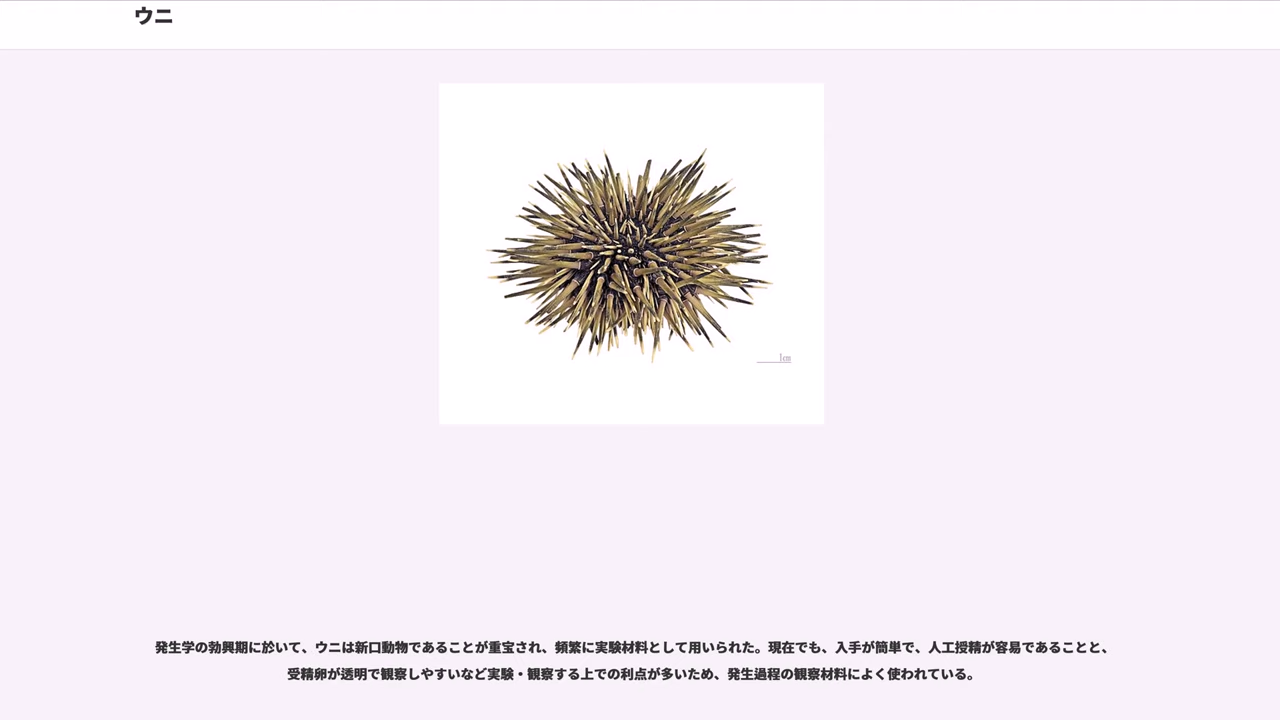 ウニ
1cm
発生学の勃興期に於いて、ウニは新口動物であることが重宝され、頻繁に実験材料として用いられた。現在でも、入手が簡単で、人工授精が容易であることと、
受精卵が透明で観察しやすいなど実験・観察する上での利点が多いため、発生過程の観察材料によく使われている。